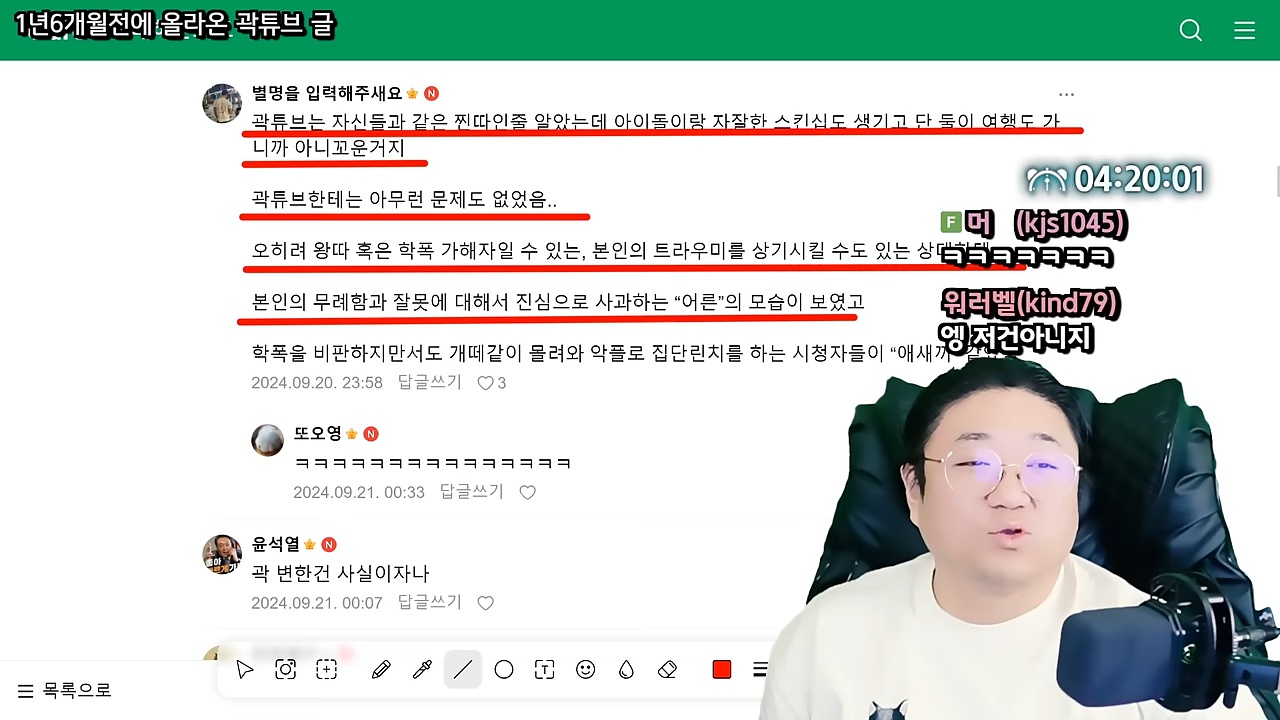 1년6개월전에 올라온 곽튜브 글
별명을 입력해주새요 N
곽튜브는 자신들과 같은 찐따인줄 알았는데 아이돌이랑 자잘한 스킨십도 생기고 단 둘이 여행도 가
니까 아니꼬운거지
곽튜브한테는 아무런 문제도 없었음..
오히려 왕따 혹은 학폭 가해자일 수 있는, 본인의 트라우미를 상기시킬 수도 있는
본인의 무례함과 잘못에 대해서 진심으로 사과하는 “어른”의 모습이 보였고
학폭을 비판하지만서도 개떼같이 몰려와 악플로 집단린치를 하는 시청자들이
2024.09.20. 23:58 답글쓰기 3
또오영 N
ㅋㅋㅋㅋㅋㅋㅋㅋㅋㅋㅋㅋㅋㅋㅋ
2024.09.21. 00:33 답글쓰기
윤석열 N
곽 변한건 사실이자나
2024.09.21. 00:07 답글쓰기
목록으로
04:20:01
F 머 (kjs1045)
ㅋㅋㅋㅋㅋㅋㅋ
워러벨(kind79)
엥 저건아니지